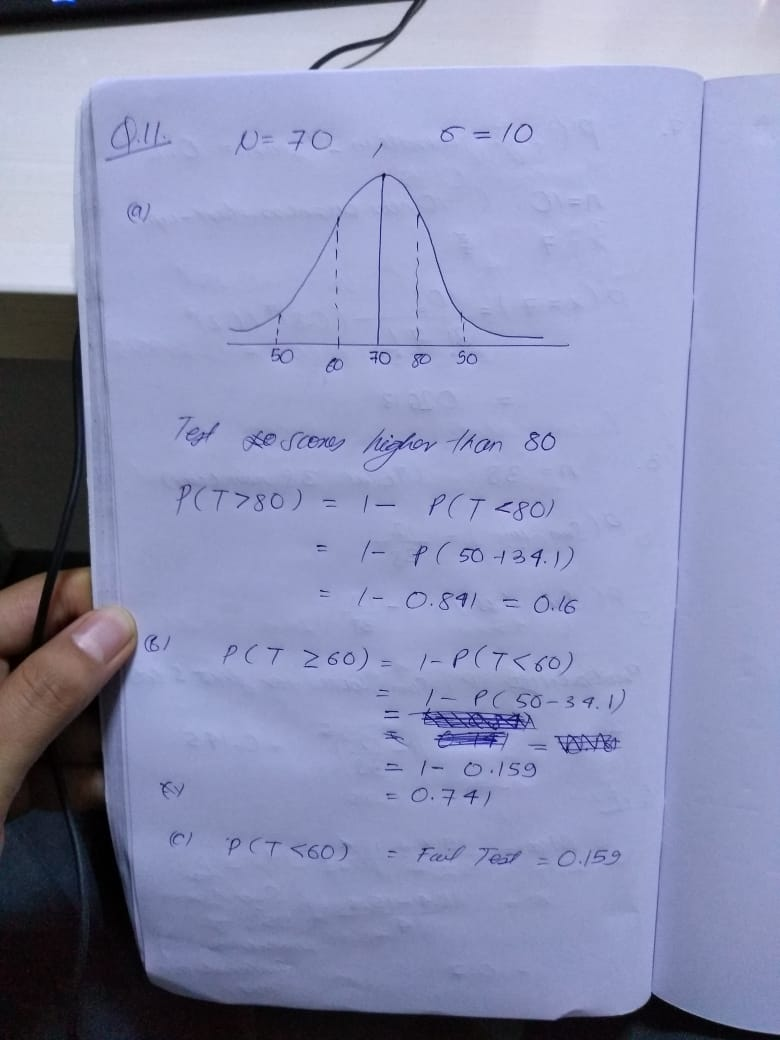 Q.11. μ= 70 , σ = 10
(a)
50 60 70 80 90
Test scores higher than 80
P(T>80) = 1- P(T<80)
= 1- P(50+34.1)
= 1- 0.841 = 0.16
(b) P(T ≥60) = 1-P(T<60)
= 1- P(50-34.1)
= 1- 0.159
= 0.741
(c) P(T<60) = Fail Test = 0.159